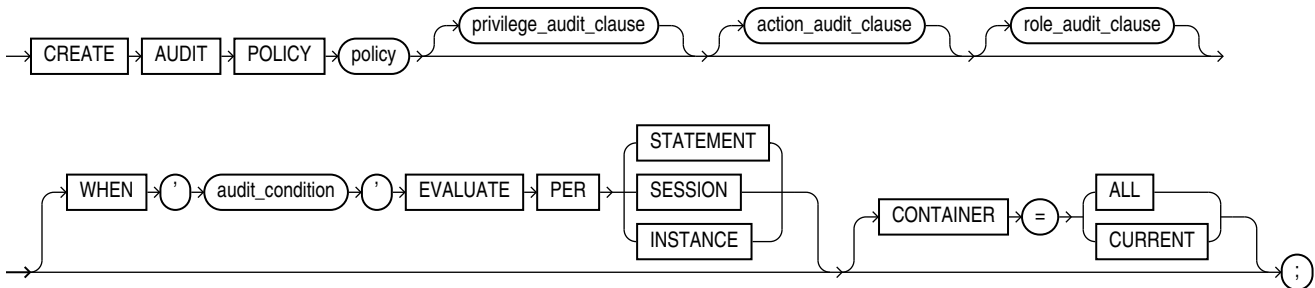 privilege_audit_clause action_audit_clause role_audit_clause
CREATE AUDIT POLICY policy
STATEMENT
WHEN ' audit_condition ' EVALUATE PER SESSION CONTAINER = ALL
INSTANCE CURRENT
;